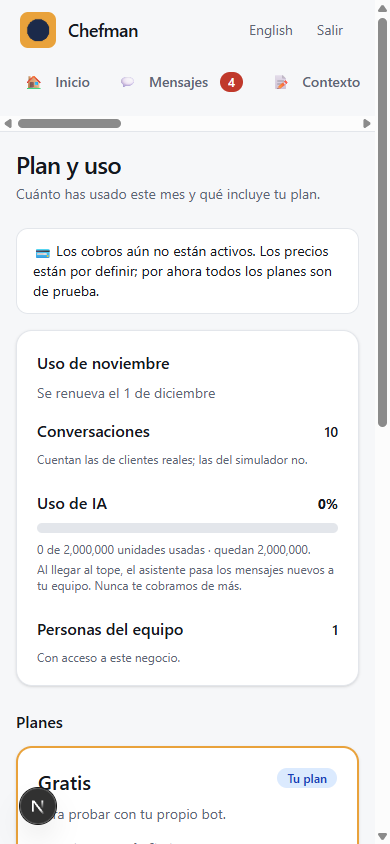 Chefman
English
Salir
Inicio
Mensajes
4
Contexto
Plan y uso
Cuánto has usado este mes y qué incluye tu plan.
Los cobros aún no están activos. Los precios
están por definir; por ahora todos los planes son
de prueba.
Uso de noviembre
Se renueva el 1 de diciembre
Conversaciones
10
Cuentan las de clientes reales; las del simulador no.
Uso de IA
0%
0 de 2,000,000 unidades usadas · quedan 2,000,000.
Al llegar al tope, el asistente pasa los mensajes nuevos a
tu equipo. Nunca te cobramos de más.
Personas del equipo
1
Con acceso a este negocio.
Planes
Gratis
Tu plan
N
probar con tu propio bot.